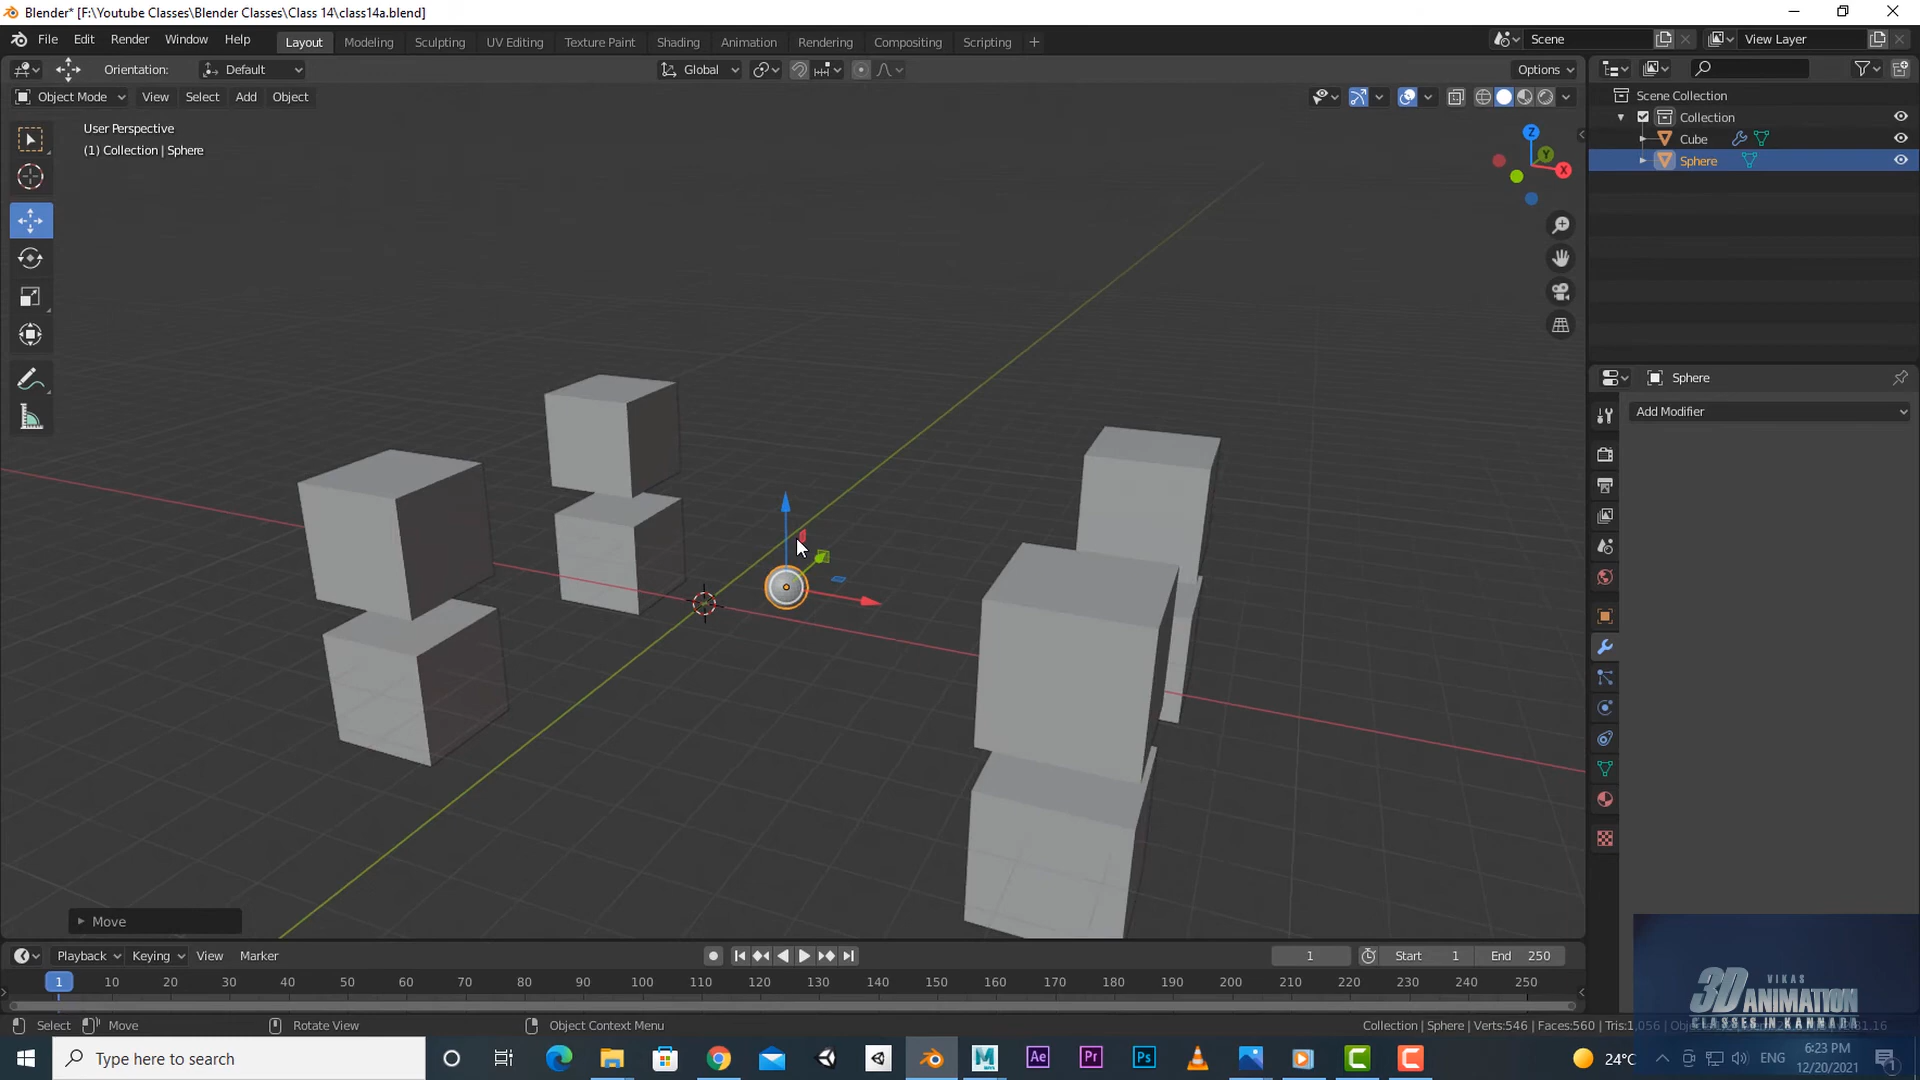 Blender* [F:\Youtube Classes\Blender Classes\Class 14\class14a.blend]
File Edit Render Window Help Layout Modeling Sculpting UV Editing Texture Paint Shading Animation Rendering Compositing Scripting + Scene View Layer
Orientation: Default Global Options
Object Mode View Select Add Object
User Perspective
(1) Collection | Sphere
Z
Y
X
Scene Collection
Collection
Cube
Sphere
Sphere
Add Modifier
Move
Playback Keying View Marker 1 Start 1 End 250
1 10 20 30 40 50 60 70 80 90 100 110 120 130 140 150 160 170 180 190 200 210 220 230 240 250
Select Move Rotate View Object Context Menu Collection | Sphere | Verts:546 | Faces:560 | Tris:1,056
VIKAS
3D ANIMATION
CLASSES IN KANNADA
Type here to search
Ae Pr Ps
24°C ENG
6:23 PM
12/20/2021
1